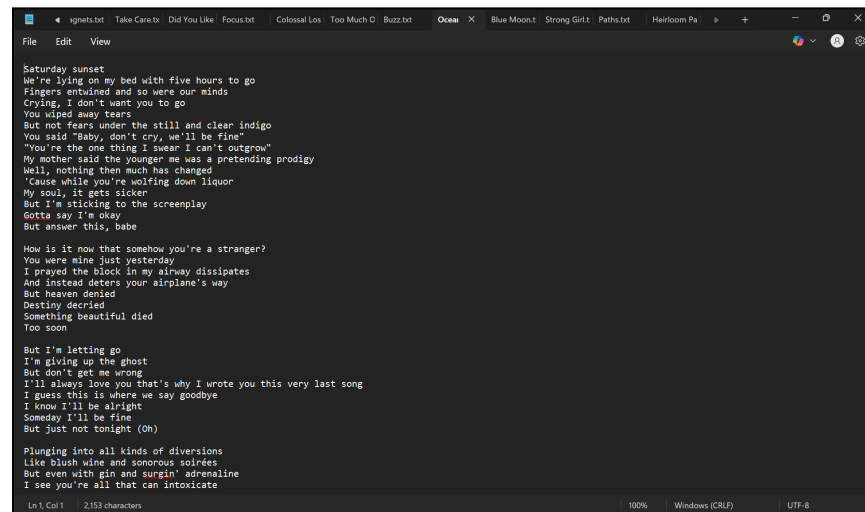 agnets.txt Take Care.tx Did You Like Focus.txt Colossal Los Too Much O Buzz.txt Ocean Blue Moon.t Strong Girl.t Paths.txt Heirloom Pa
File Edit View
Saturday sunset
We're lying on my bed with five hours to go
Fingers entwined and so were our minds
Crying, I don't want you to go
You wiped away tears
But not fears under the still and clear indigo
You said "Baby, don't cry, we'll be fine"
"You're the one thing I swear I can't outgrow"
My mother said the younger me was a pretending prodigy
Well, nothing then much has changed
'Cause while you're wolfing down liquor
My soul, it gets sicker
But I'm sticking to the screenplay
Gotta say I'm okay
But answer this, babe
How is it now that somehow you're a stranger?
You were mine just yesterday
I prayed the block in my airway dissipates
And instead deters your airplane's way
But heaven denied
Destiny decried
Something beautiful died
Too soon
But I'm letting go
I'm giving up the ghost
But don't get me wrong
I'll always love you that's why I wrote you this very last song
I guess this is where we say goodbye
I know I'll be alright
Someday I'll be fine
But just not tonight (Oh)
Plunging into all kinds of diversions
Like blush wine and sonorous soirées
But even with gin and surgin' adrenaline
I see you're all that can intoxicate
Ln 1, Col 1 2,153 characters 100% Windows (CRLF) UTF-8